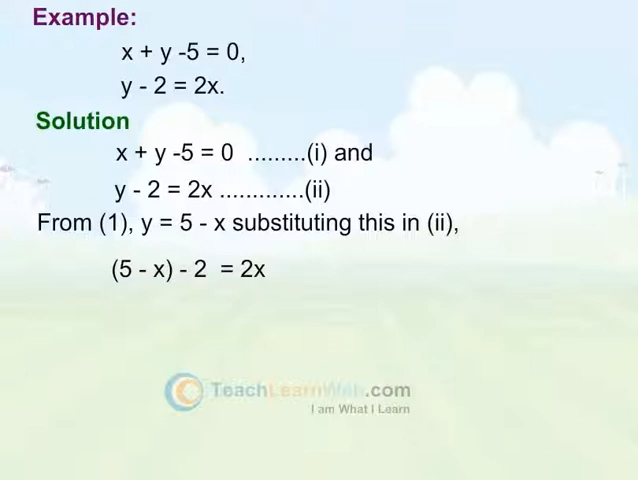 Example:
x + y -5 = 0,
y - 2 = 2x.
Solution
x + y -5 = 0 .........(i) and
y - 2 = 2x .............(ii)
From (1), y = 5 - x substituting this in (ii),
(5 - x) - 2 = 2x
TeachLearnWeb.com
I am What I Learn